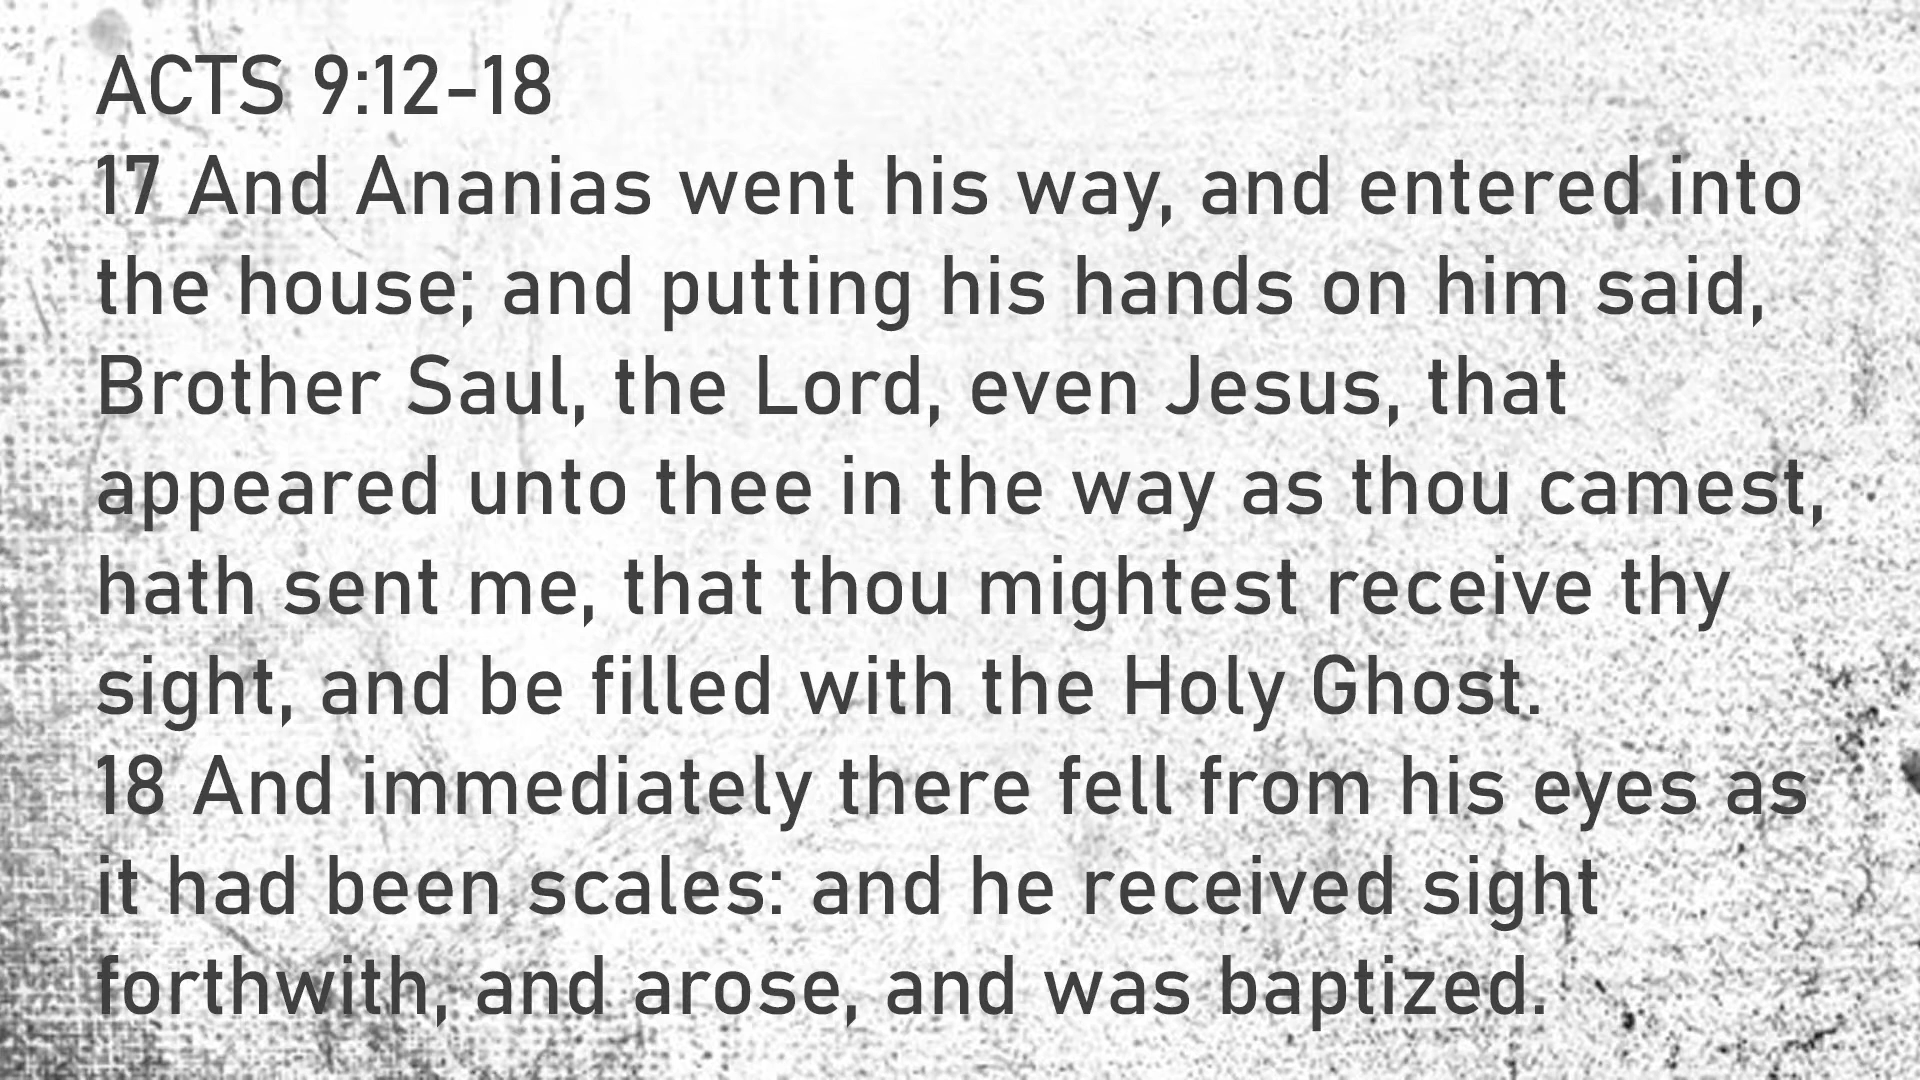 ACTS 9:12-18
17 And Ananias went his way, and entered into
the house; and putting his hands on him said,
Brother Saul, the Lord, even Jesus, that
appeared unto thee in the way as thou camest,
hath sent me, that thou mightest receive thy
sight, and be filled with the Holy Ghost.
18 And immediately there fell from his eyes as
it had been scales: and he received sight
forthwith, and arose, and was baptized.